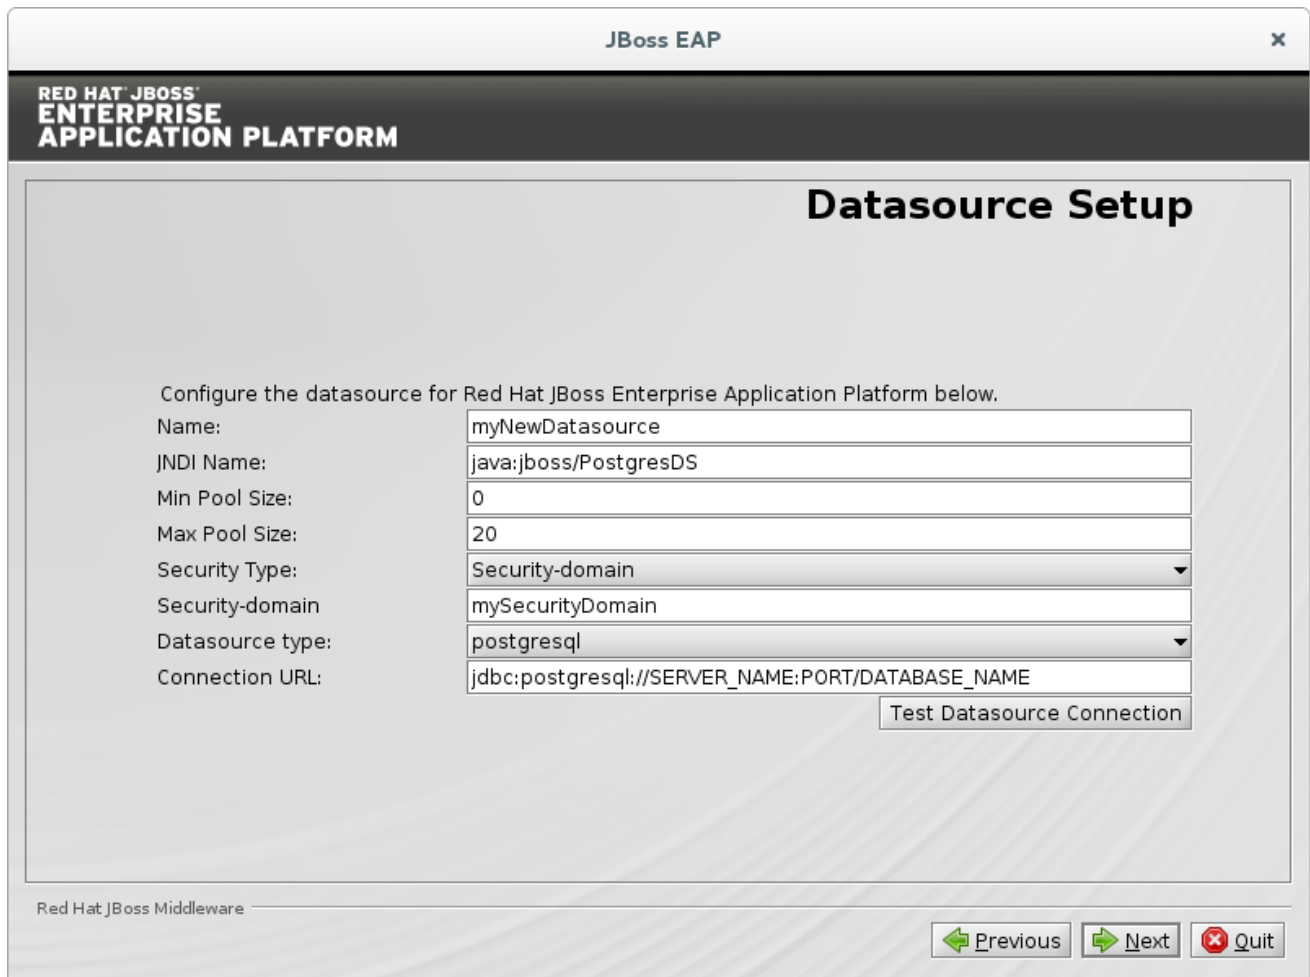 JBoss EAP
RED HAT JBOSS
ENTERPRISE
APPLICATION PLATFORM
Datasource Setup
Configure the datasource for Red Hat JBoss Enterprise Application Platform below.
Name: myNewDatasource
JNDI Name: java:jboss/PostgresDS
Min Pool Size: 0
Max Pool Size: 20
Security Type: Security-domain
Security-domain mySecurityDomain
Datasource type: postgresql
Connection URL: jdbc:postgresql://SERVER_NAME:PORT/DATABASE_NAME
Test Datasource Connection
Red Hat JBoss Middleware
Previous Next Quit